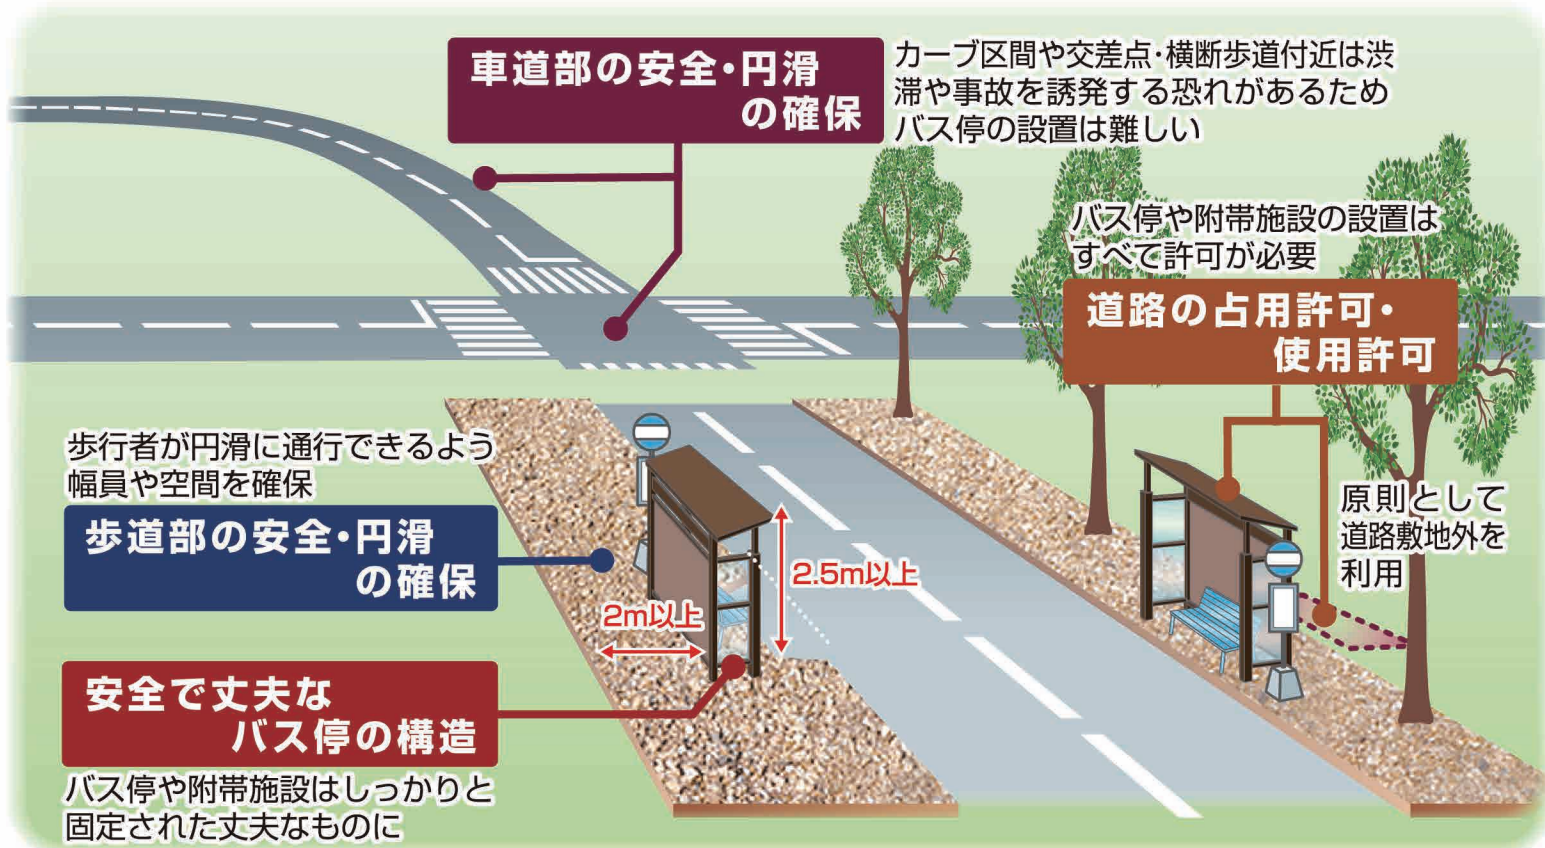 車道部の安全・円滑
の確保
カーブ区間や交差点・横断歩道付近は渋
滞や事故を誘発する恐れがあるため
バス停の設置は難しい
バス停や附帯施設の設置は
すべて許可が必要
道路の占用許可・
使用許可
原則として
道路敷地外を
利用
歩行者が円滑に通行できるよう
幅員や空間を確保
歩道部の安全・円滑
の確保
2.5m以上
2m以上
安全で丈夫な
バス停の構造
バス停や附帯施設はしっかりと
固定された丈夫なものに